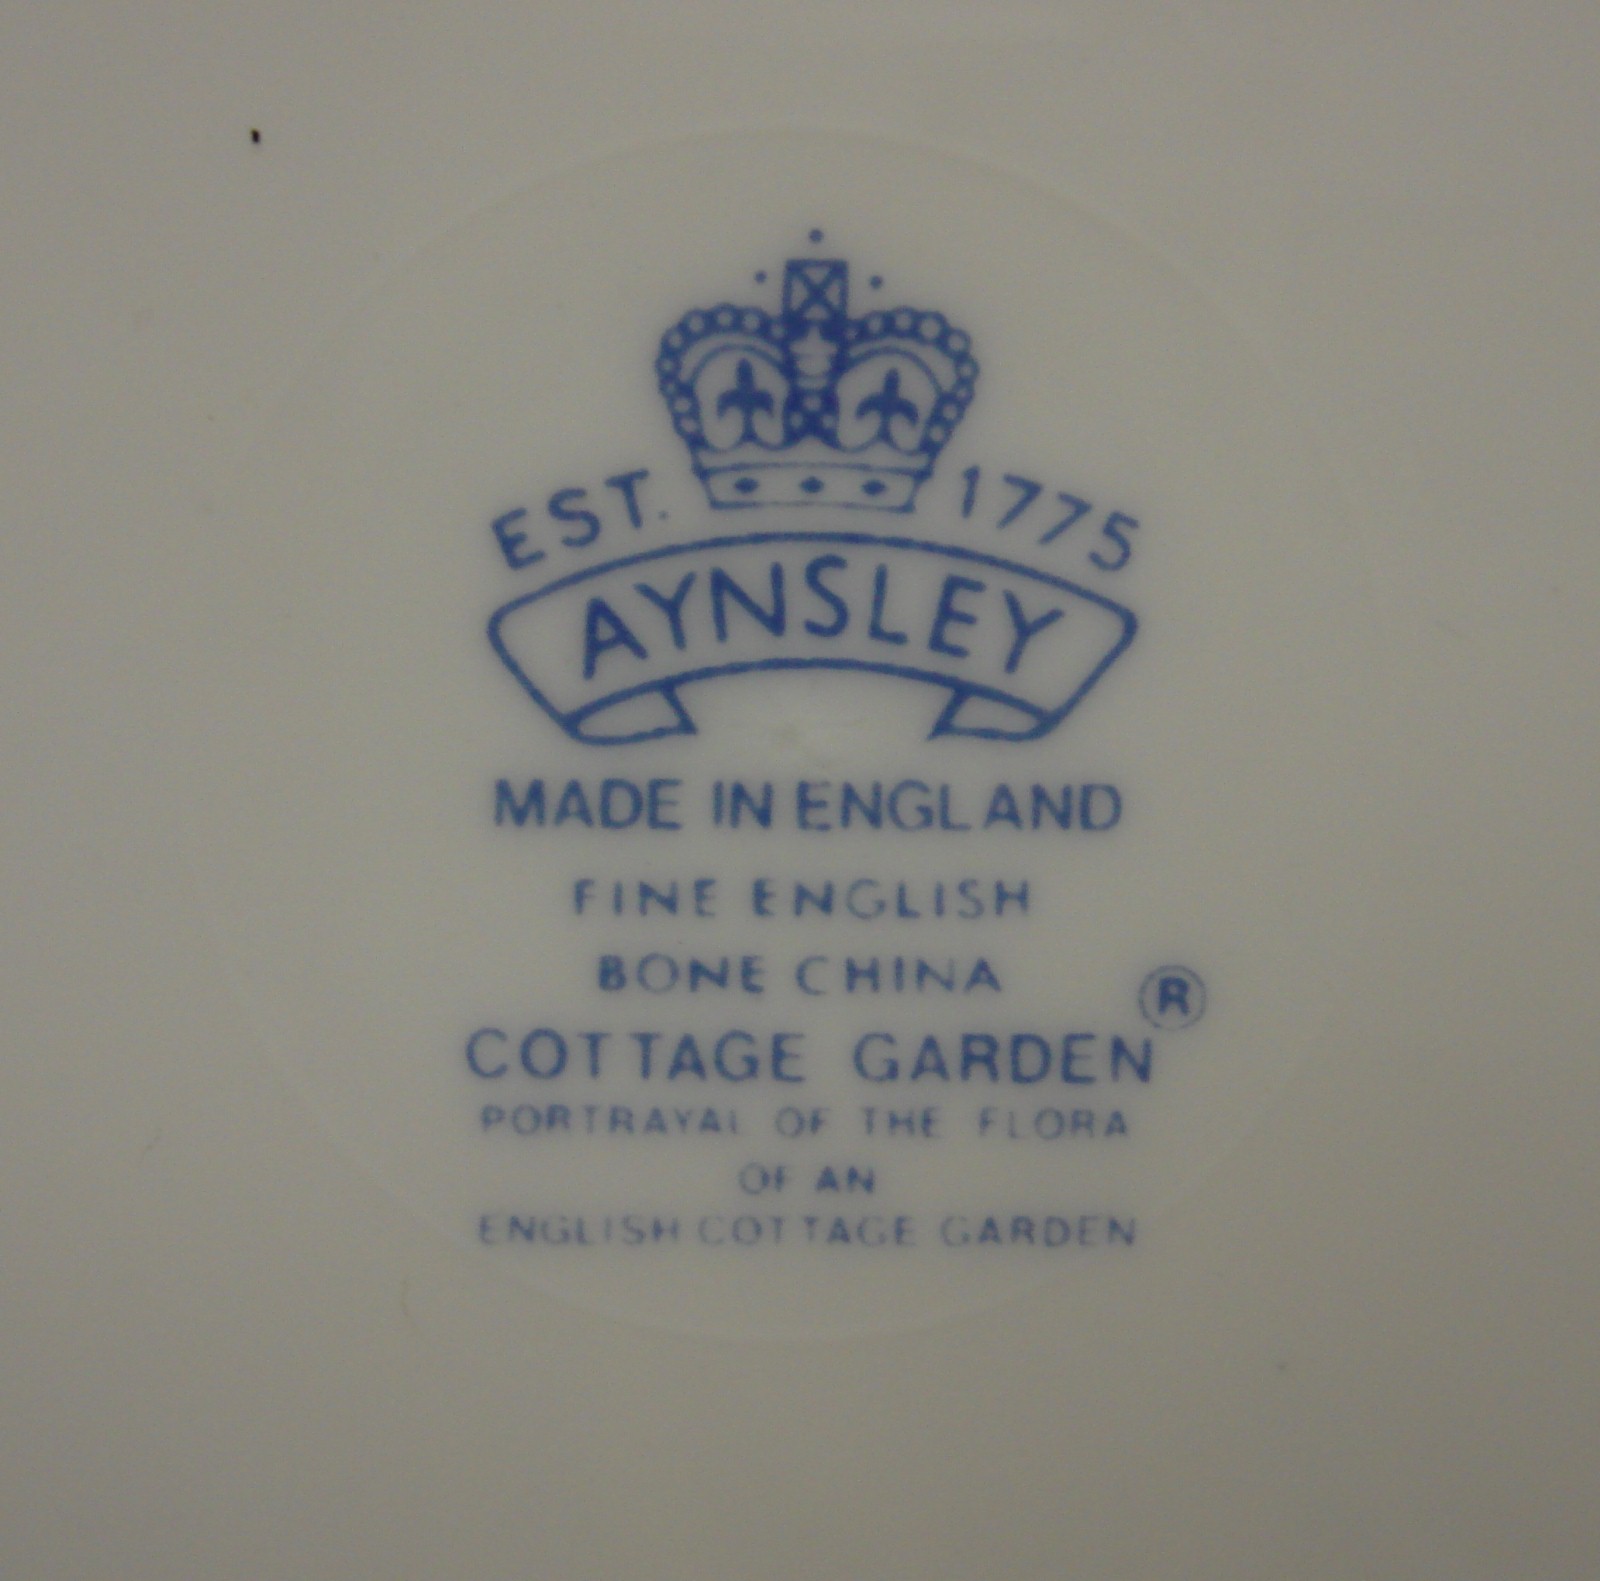 EST. 1775
AYNSLEY
MADE IN ENGLAND
FINE ENGLISH
BONE CHINA
COTTAGE GARDEN®
PORTRAYAL OF THE FLORA
OF AN
ENGLISH COTTAGE GARDEN